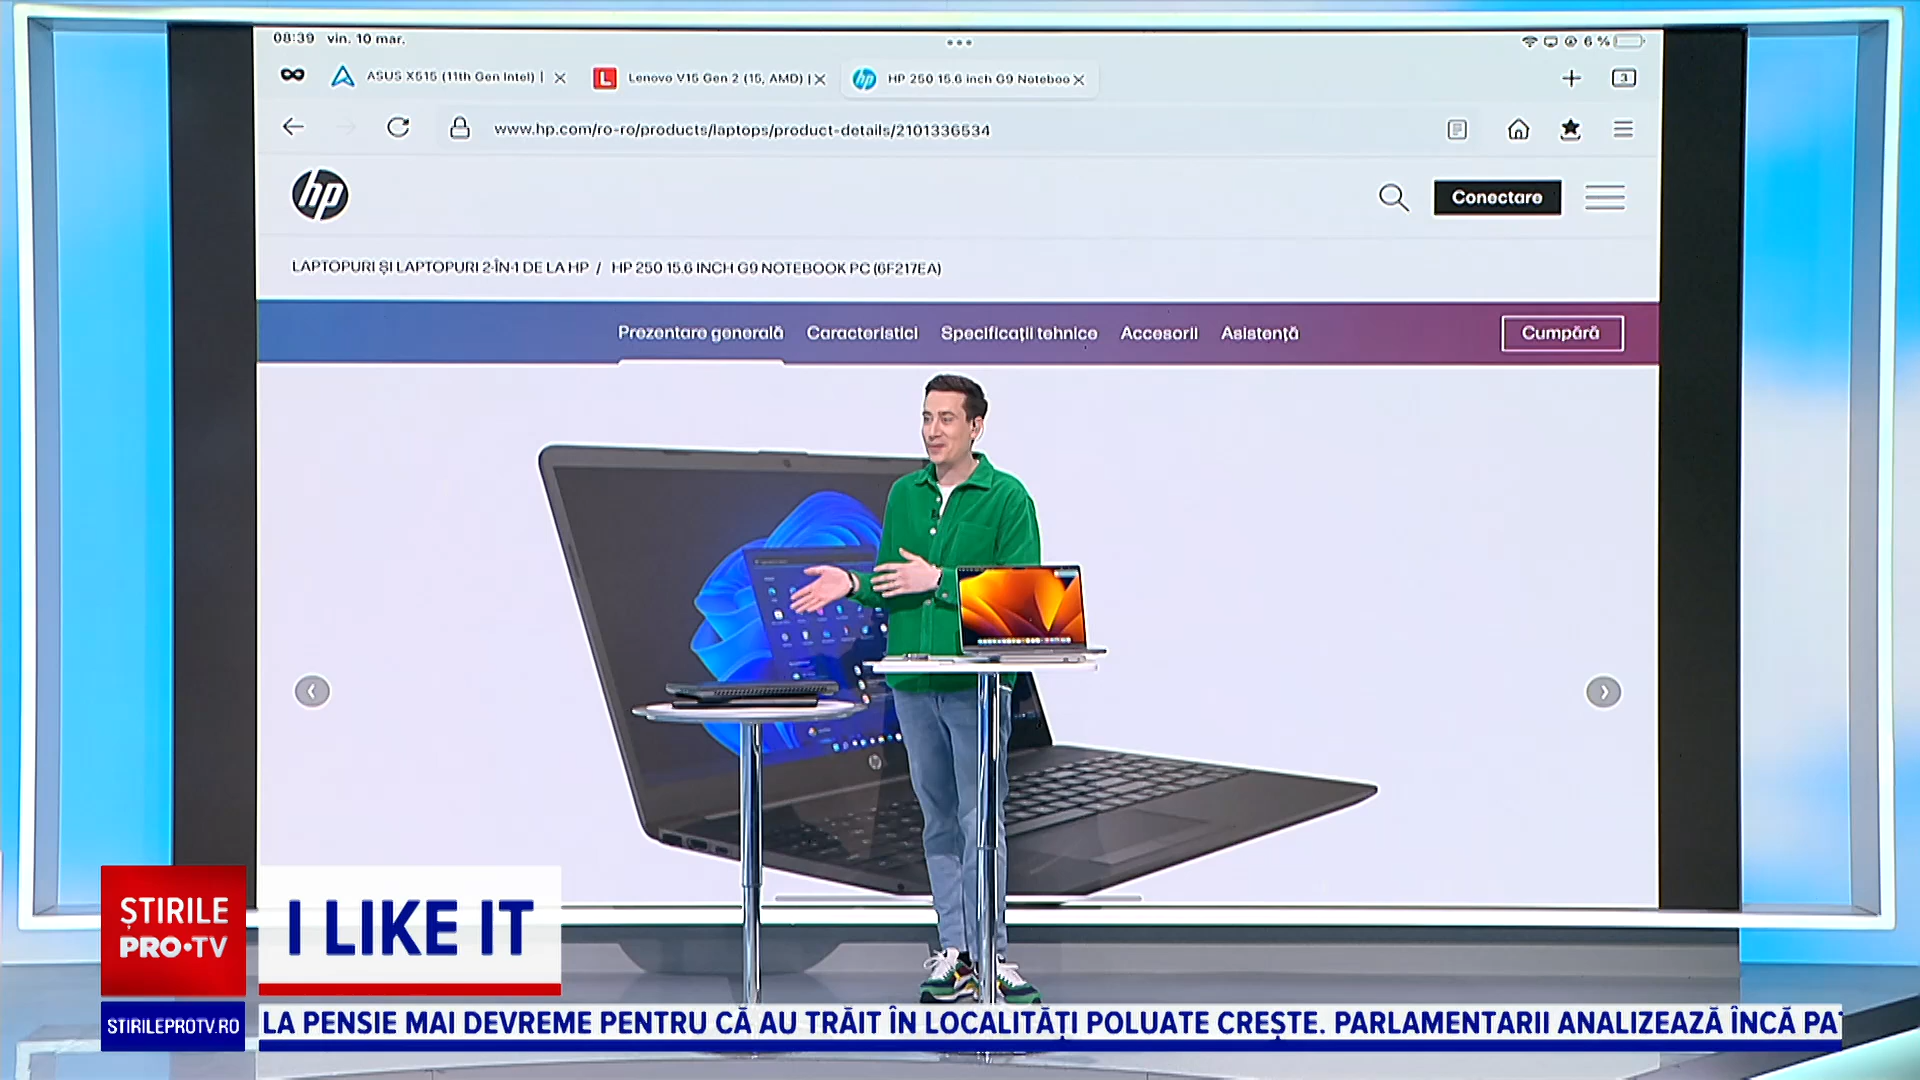 08:39 vin. 10 mar.
6 %
ASUS X515 (11th Gen Intel) |
Lenovo V15 Gen 2 (15, AMD) |
hp
HP 250 15.6 inch G9 Noteboo
3
www.hp.com/ro-ro/products/laptops/product-details/2101336534
hp
Conectare
LAPTOPURI ȘI LAPTOPURI 2-ÎN-1 DE LA HP / HP 250 15.6 INCH G9 NOTEBOOK PC (6F217EA)
Prezentare generală Caracteristici Specificații tehnice Accesorii Asistență
Cumpără
hp
ȘTIRILE
PRO•TV
I LIKE IT
STIRILEPROTV.RO
LA PENSIE MAI DEVREME PENTRU CĂ AU TRĂIT ÎN LOCALITĂȚI POLUATE CREȘTE. PARLAMENTARII ANALIZEAZĂ ÎNCĂ PA